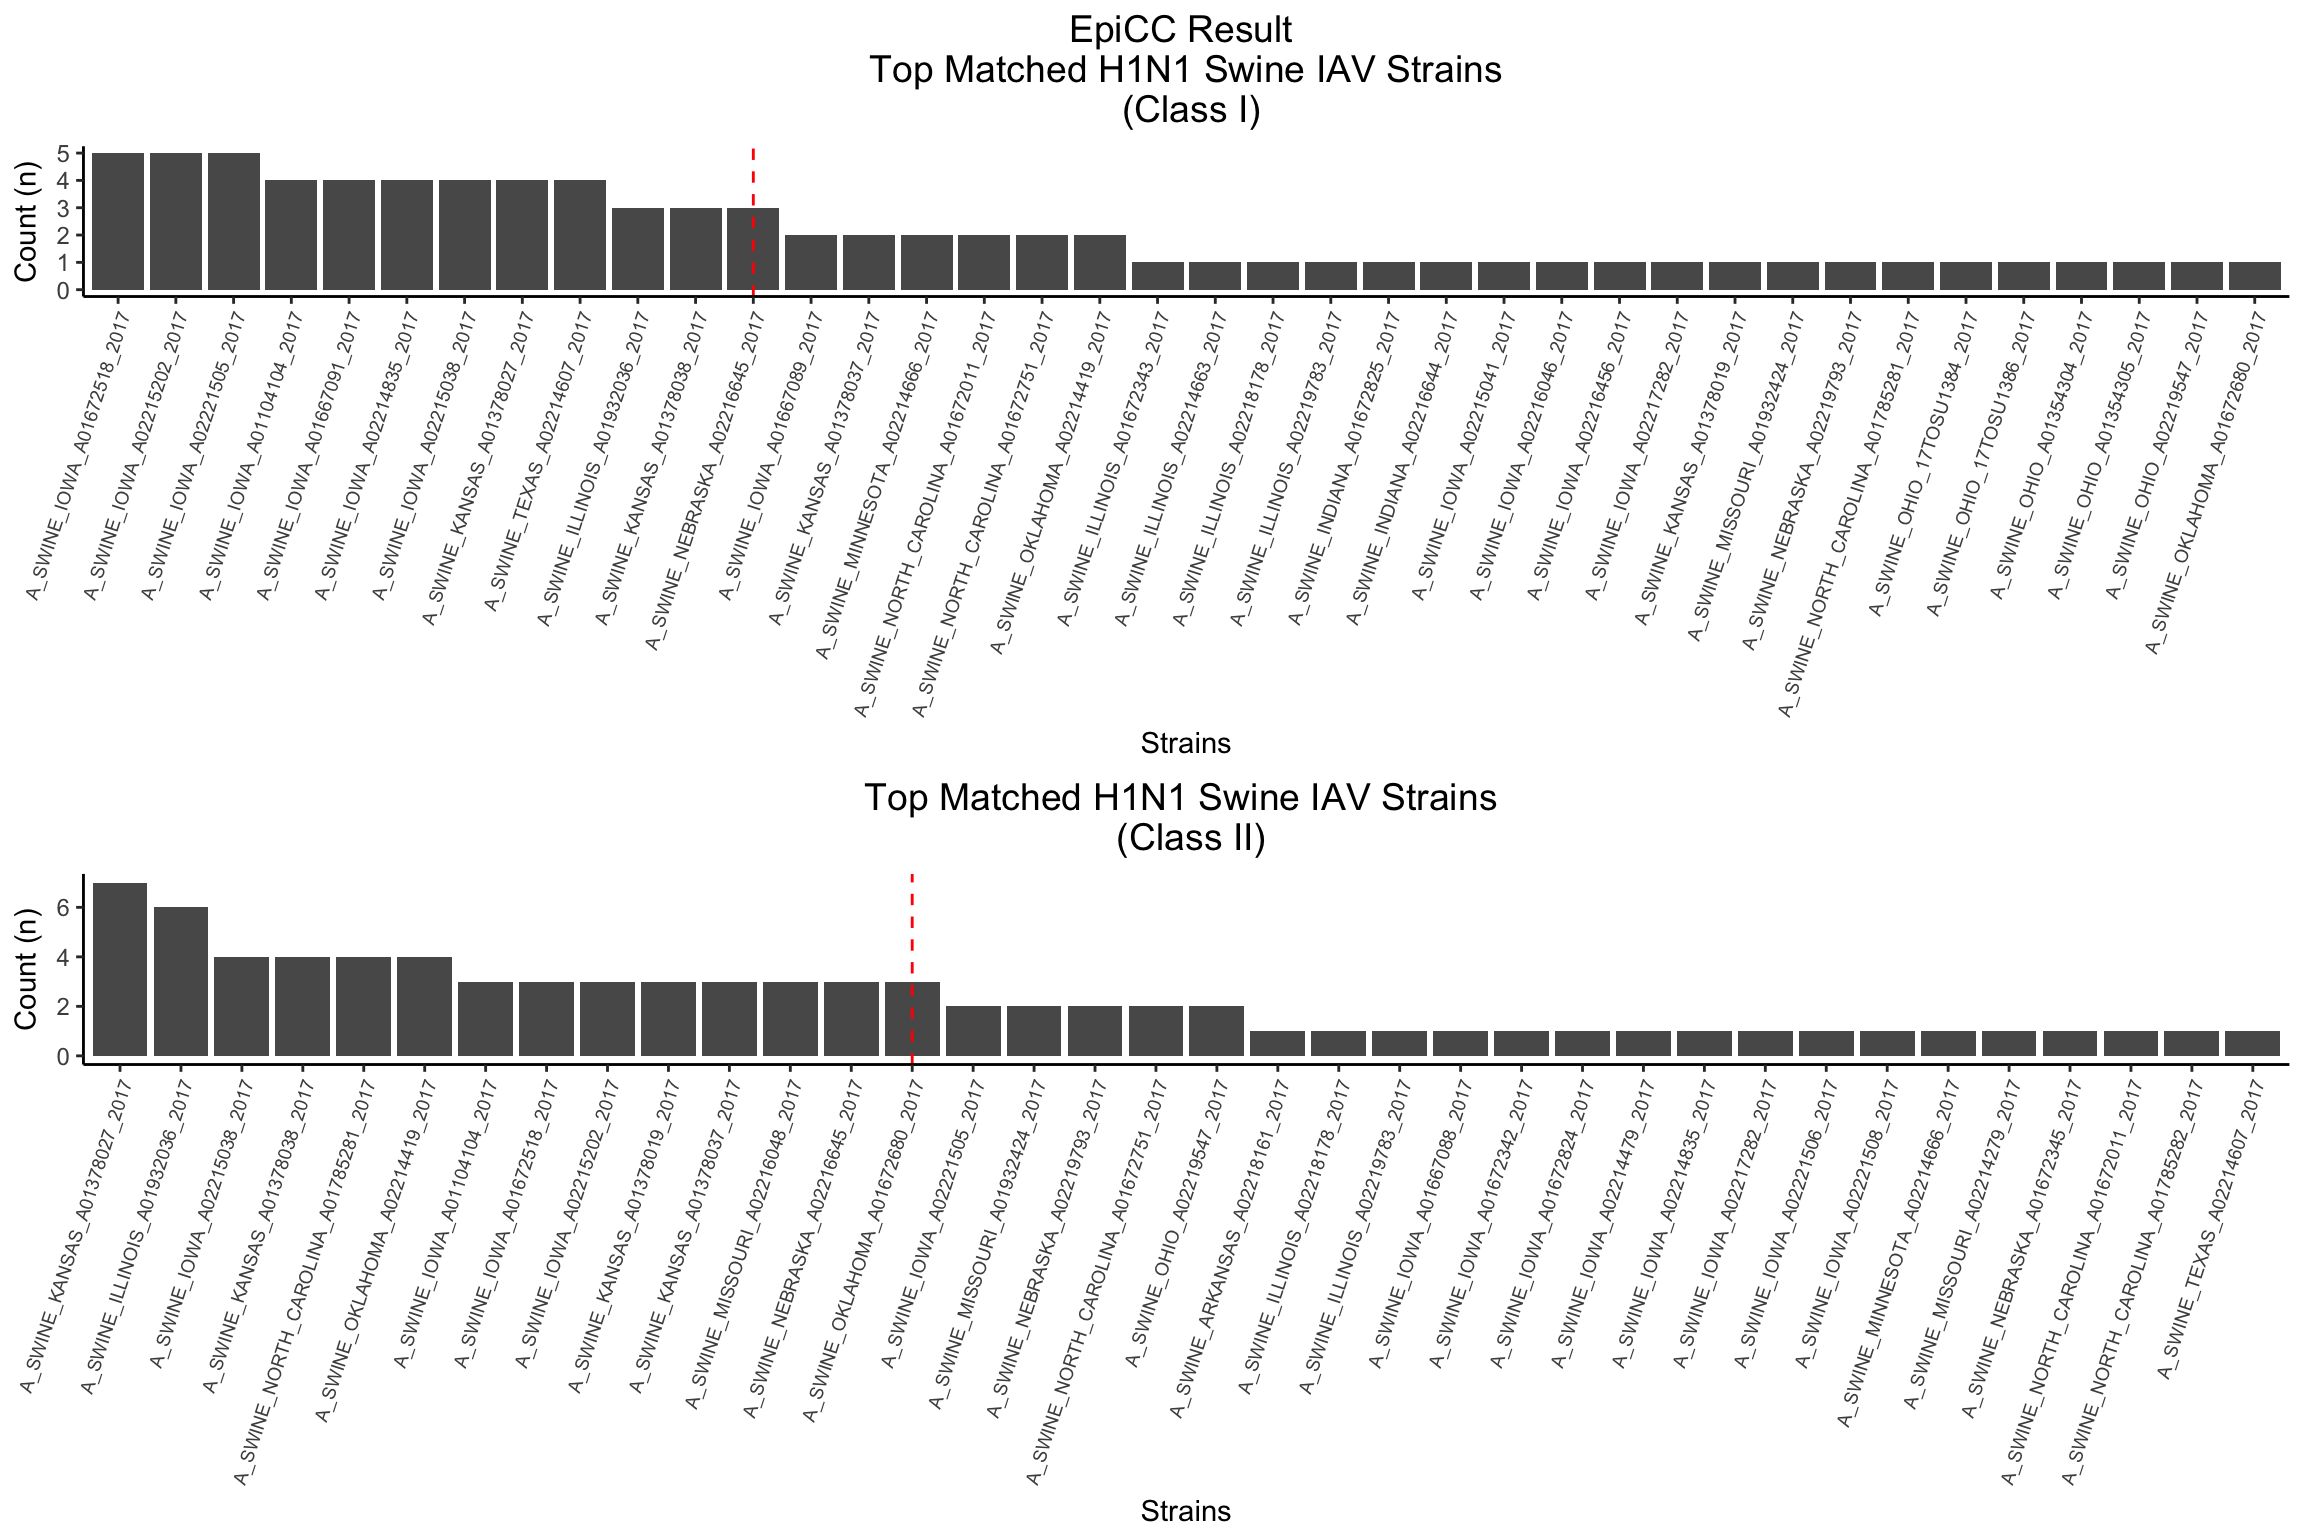 EpiCC Result
Top Matched H1N1 Swine IAV Strains
(Class I)
Count (n)
5
4
3
2
1
0
A_SWINE_IOWA_A01672518_2017
A_SWINE_IOWA_A02215202_2017
A_SWINE_IOWA_A02221505_2017
A_SWINE_IOWA_A01104104_2017
A_SWINE_IOWA_A01667091_2017
A_SWINE_IOWA_A02214835_2017
A_SWINE_IOWA_A02215038_2017
A_SWINE_KANSAS_A01378027_2017
A_SWINE_TEXAS_A02214607_2017
A_SWINE_ILLINOIS_A01932036_2017
A_SWINE_KANSAS_A01378038_2017
A_SWINE_NEBRASKA_A02216645_2017
A_SWINE_IOWA_A01667089_2017
A_SWINE_KANSAS_A01378037_2017
A_SWINE_MINNESOTA_A02214666_2017
A_SWINE_NORTH_CAROLINA_A01672011_2017
A_SWINE_NORTH_CAROLINA_A01672751_2017
A_SWINE_OKLAHOMA_A02214419_2017
A_SWINE_ILLINOIS_A01672343_2017
A_SWINE_ILLINOIS_A02214663_2017
A_SWINE_ILLINOIS_A02218178_2017
A_SWINE_ILLINOIS_A02219783_2017
A_SWINE_INDIANA_A01672825_2017
A_SWINE_INDIANA_A02216644_2017
A_SWINE_IOWA_A02215041_2017
A_SWINE_IOWA_A02216046_2017
A_SWINE_IOWA_A02216456_2017
A_SWINE_IOWA_A02217282_2017
A_SWINE_KANSAS_A01378019_2017
A_SWINE_MISSOURI_A01932424_2017
A_SWINE_NEBRASKA_A02219793_2017
A_SWINE_NORTH_CAROLINA_A01785281_2017
A_SWINE_OHIO_17TOSU1384_2017
A_SWINE_OHIO_17TOSU1386_2017
A_SWINE_OHIO_A01354304_2017
A_SWINE_OHIO_A01354305_2017
A_SWINE_OHIO_A02219547_2017
A_SWINE_OKLAHOMA_A01672680_2017
Strains
Top Matched H1N1 Swine IAV Strains
(Class II)
Count (n)
6
4
2
0
A_SWINE_KANSAS_A01378027_2017
A_SWINE_ILLINOIS_A01932036_2017
A_SWINE_IOWA_A02215038_2017
A_SWINE_KANSAS_A01378038_2017
A_SWINE_NORTH_CAROLINA_A01785281_2017
A_SWINE_OKLAHOMA_A02214419_2017
A_SWINE_IOWA_A01104104_2017
A_SWINE_IOWA_A01672518_2017
A_SWINE_IOWA_A02215202_2017
A_SWINE_KANSAS_A01378019_2017
A_SWINE_KANSAS_A01378037_2017
A_SWINE_MISSOURI_A02216048_2017
A_SWINE_NEBRASKA_A02216645_2017
A_SWINE_OKLAHOMA_A01672680_2017
A_SWINE_IOWA_A02221505_2017
A_SWINE_MISSOURI_A01932424_2017
A_SWINE_NEBRASKA_A02219793_2017
A_SWINE_NORTH_CAROLINA_A01672751_2017
A_SWINE_OHIO_A02219547_2017
A_SWINE_ARKANSAS_A02218161_2017
A_SWINE_ILLINOIS_A02218178_2017
A_SWINE_ILLINOIS_A02219783_2017
A_SWINE_IOWA_A01667088_2017
A_SWINE_IOWA_A01672342_2017
A_SWINE_IOWA_A01672824_2017
A_SWINE_IOWA_A02214479_2017
A_SWINE_IOWA_A02214835_2017
A_SWINE_IOWA_A02217282_2017
A_SWINE_IOWA_A02221506_2017
A_SWINE_IOWA_A02221508_2017
A_SWINE_MINNESOTA_A02214666_2017
A_SWINE_MISSOURI_A02214279_2017
A_SWINE_NEBRASKA_A01672345_2017
A_SWINE_NORTH_CAROLINA_A01672011_2017
A_SWINE_NORTH_CAROLINA_A01785282_2017
A_SWINE_TEXAS_A02214607_2017
Strains